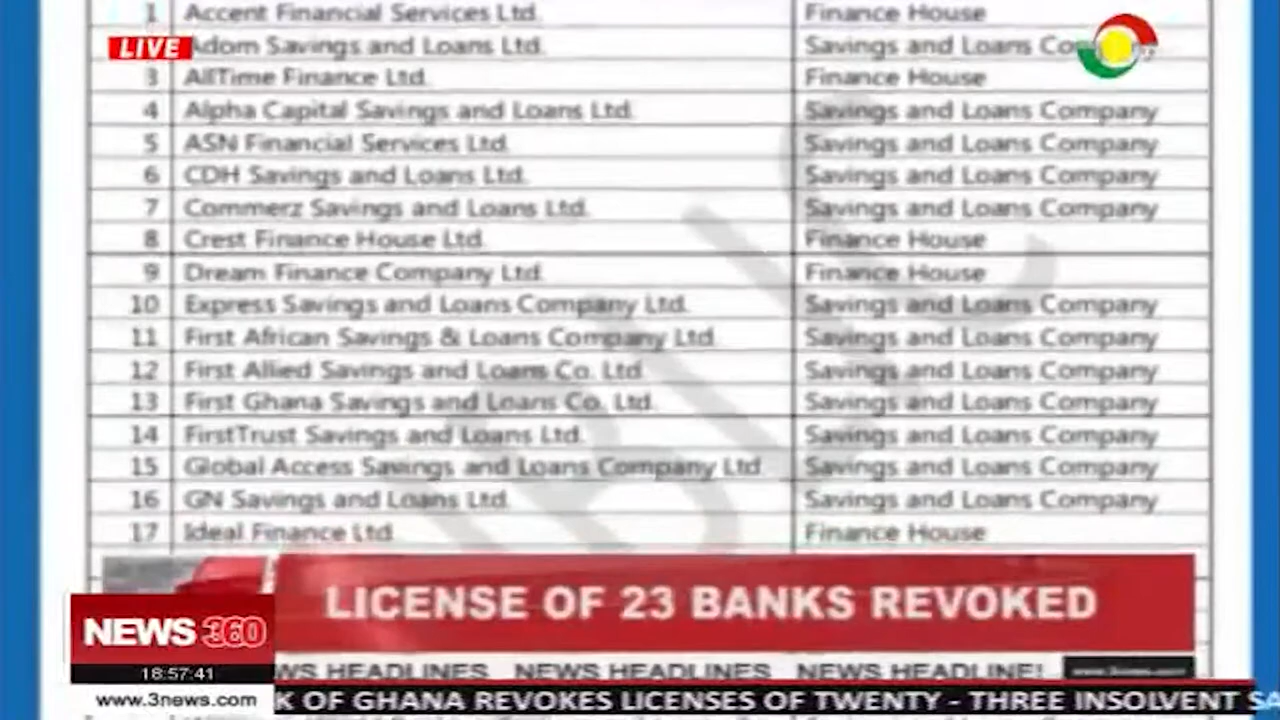 1 Accent Financial Services Ltd. Finance House
LIVE
Adom Savings and Loans Ltd. Savings and Loans
3 AllTime Finance Ltd. Finance House
4 Alpha Capital Savings and Loans Ltd. Savings and Loans Company
5 ASN Financial Services Ltd. Savings and Loans Company
6 CDH Savings and Loans Ltd. Savings and Loans Company
7 Commerz Savings and Loans Ltd. Savings and Loans Company
8 Crest Finance House Ltd. Finance House
9 Dream Finance Company Ltd. Finance House
10 Express Savings and Loans Company Ltd. Savings and Loans Company
11 First African Savings & Loans Company Ltd. Savings and Loans Company
12 First Allied Savings and Loans Co. Ltd. Savings and Loans Company
13 First Ghana Savings and Loans Co. Ltd. Savings and Loans Company
14 FirstTrust Savings and Loans Ltd. Savings and Loans Company
15 Global Access Savings and Loans Company Ltd. Savings and Loans Company
16 GN Savings and Loans Ltd. Savings and Loans Company
17 Ideal Finance Ltd. Finance House
LICENSE OF 23 BANKS REVOKED
NEWS 360
18:57:41
WS HEADLINES NEWS HEADLINES NEWS HEADLINE! www.3news.com
www.3news.com
K OF GHANA REVOKES LICENSES OF TWENTY - THREE INSOLVENT SA